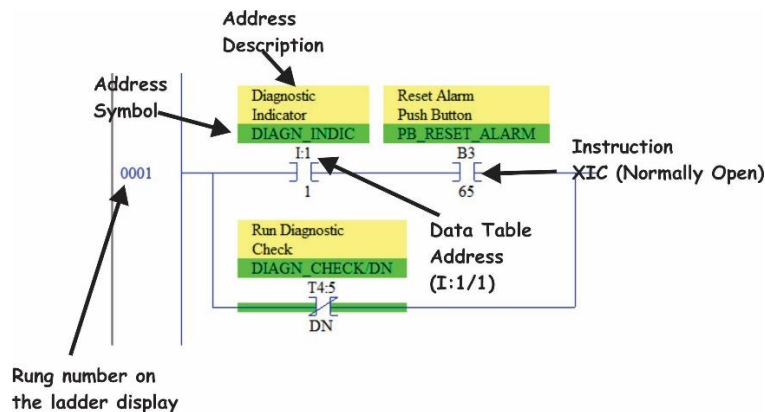 Address
Description
Address
Symbol
Diagnostic
Indicator
DIAGN_INDIC
I:1
1
Reset Alarm
Push Button
PB_RESET_ALARM
B3
65
Instruction
XIC (Normally Open)
0001
Run Diagnostic
Check
DIAGN_CHECK/DN
T4:5
DN
Data Table
Address
(I:1/1)
Rung number on
the ladder display